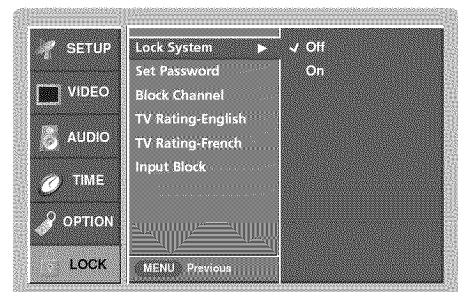 SETUP
VIDEO
AUDIO
TIME
OPTION
LOCK
Lock System ▶
Set Password
Block Channel
TV Rating-English
TV Rating-French
Input Block
MENU Previous
✓ Off
On